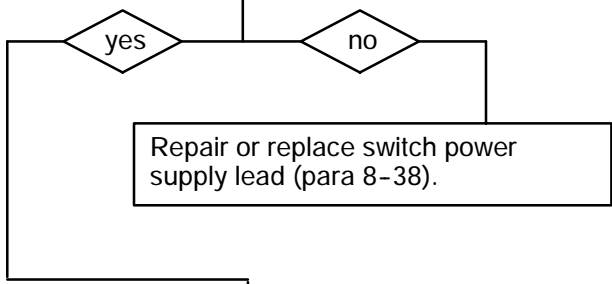 yes
no
Repair or replace switch power
supply lead (para 8-38).